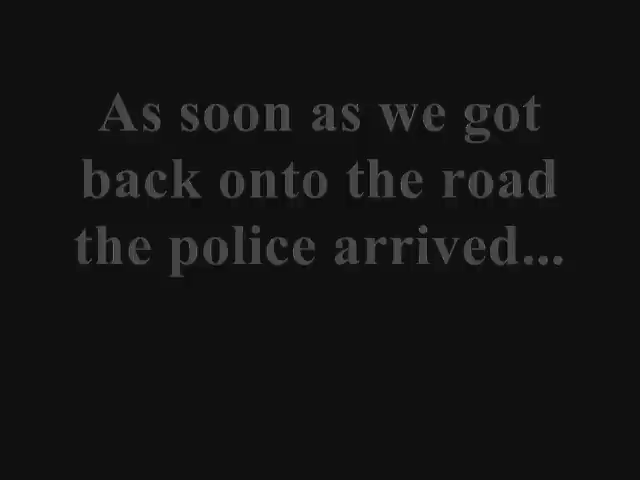 As soon as we got
back onto the road
the police arrived...